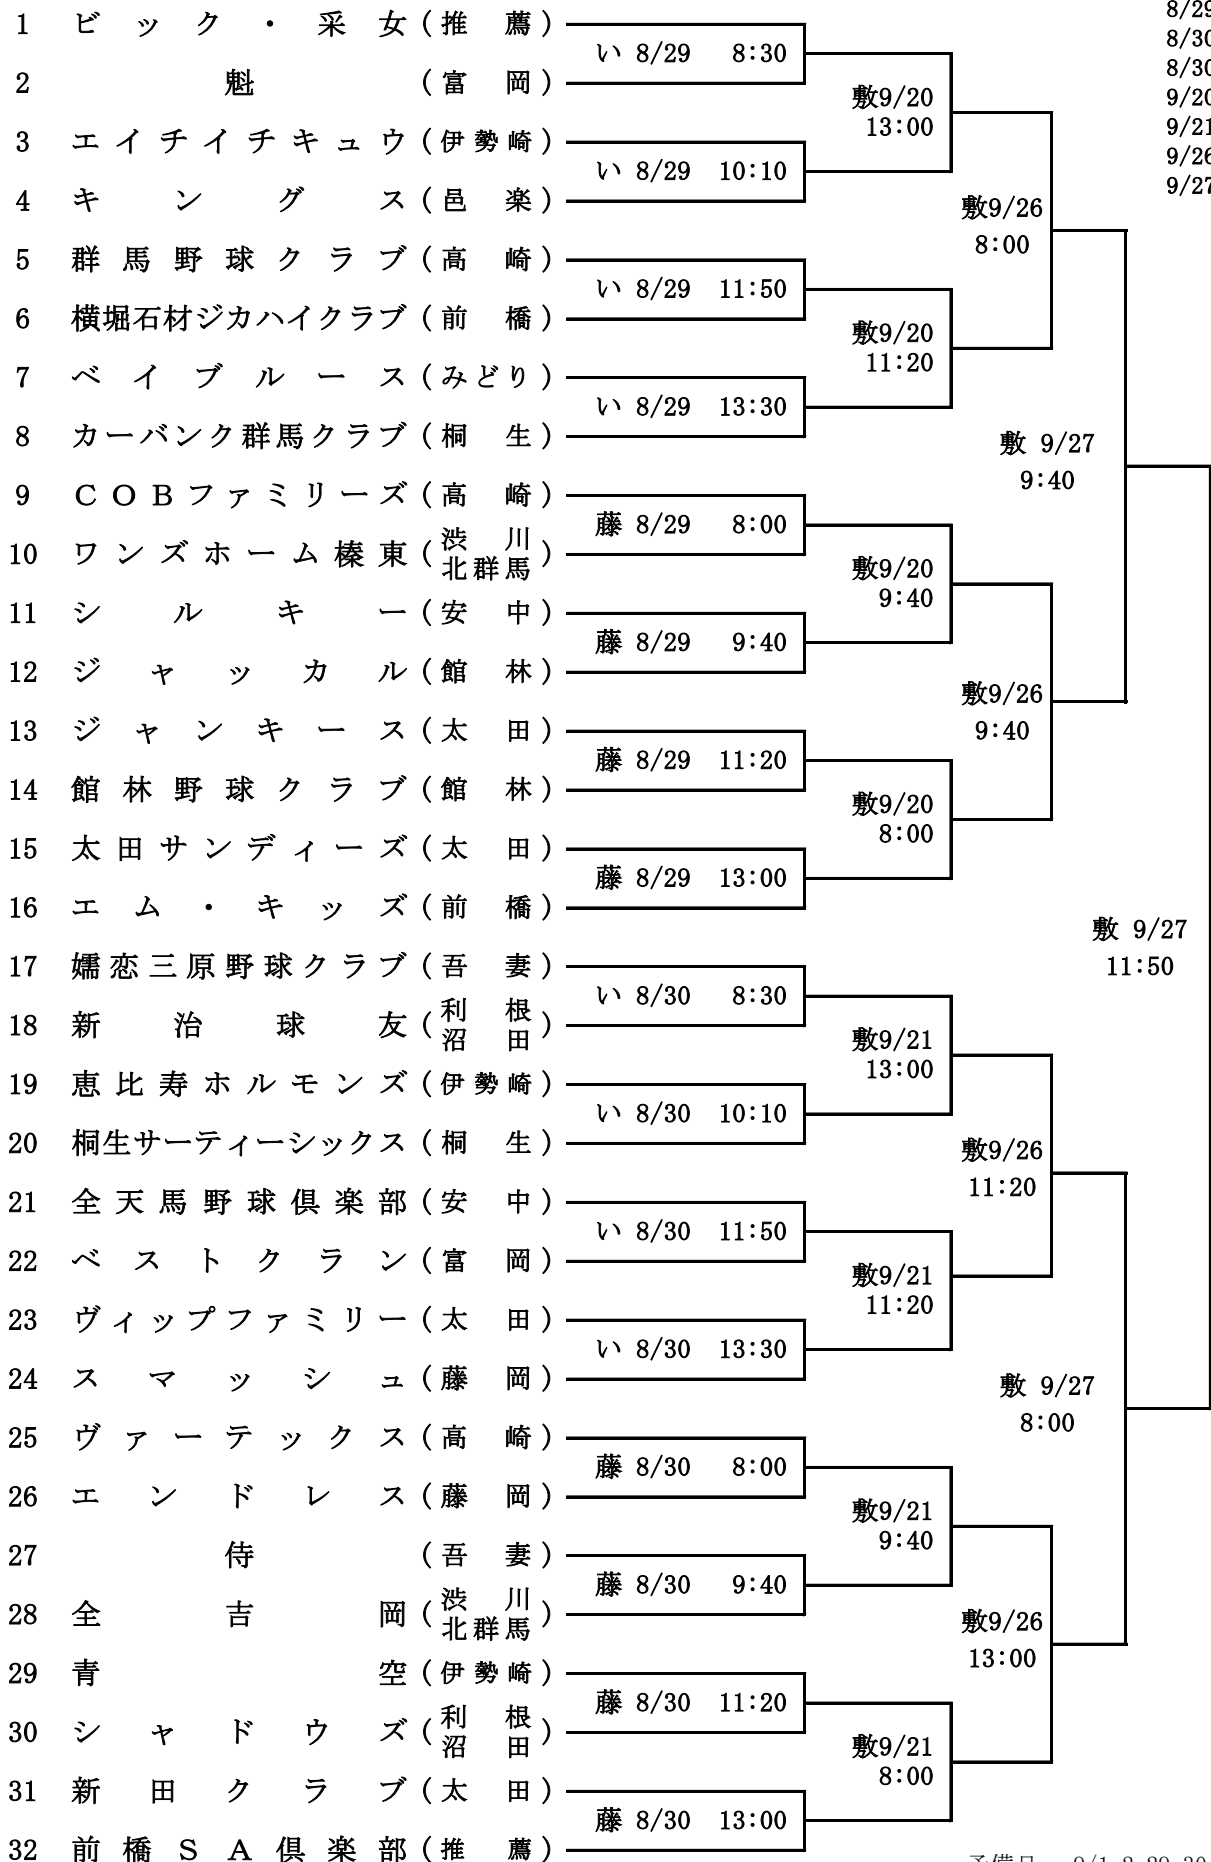 1 ビック・采女(推薦)
い 8/29 8:30
2 魁(富岡)
敷9/20
13:00
3 エイチイチキュウ(伊勢崎)
い 8/29 10:10
4 キングス(邑楽)
敷9/26
8:00
5 群馬野球クラブ(高崎)
い 8/29 11:50
6 横堀石材ジカハイクラブ(前橋)
敷9/20
11:20
7 ベイブルース(みどり)
い 8/29 13:30
8 カーバンク群馬クラブ(桐生)
敷 9/27
9:40
9 COBファミリーズ(高崎)
藤 8/29 8:00
10 ワンズホーム榛東(渋川北群馬)
敷9/20
9:40
11 シルキー(安中)
藤 8/29 9:40
12 ジャッカル(館林)
敷9/26
9:40
13 ジャンキース(太田)
藤 8/29 11:20
14 館林野球クラブ(館林)
敷9/20
8:00
15 太田サンディーズ(太田)
藤 8/29 13:00
16 エム・キッズ(前橋)
敷 9/27
11:50
17 嬬恋三原野球クラブ(吾妻)
い 8/30 8:30
18 新治球友(利根沼田)
敷9/21
13:00
19 恵比寿ホルモンズ(伊勢崎)
い 8/30 10:10
20 桐生サーティーシックス(桐生)
敷9/26
11:20
21 全天馬野球倶楽部(安中)
い 8/30 11:50
22 ベストクラン(富岡)
敷9/21
11:20
23 ヴィップファミリー(太田)
い 8/30 13:30
24 スマッシュ(藤岡)
敷 9/27
8:00
25 ヴァーテックス(高崎)
藤 8/30 8:00
26 エンドレス(藤岡)
敷9/21
9:40
27 侍(吾妻)
藤 8/30 9:40
28 全吉岡(渋川北群馬)
敷9/26
13:00
29 青空(伊勢崎)
藤 8/30 11:20
30 シャドウズ(利根沼田)
敷9/21
8:00
31 新田クラブ(太田)
藤 8/30 13:00
32 前橋SA倶楽部(推薦)
8/29
8/30
8/30
9/20
9/21
9/26
9/27